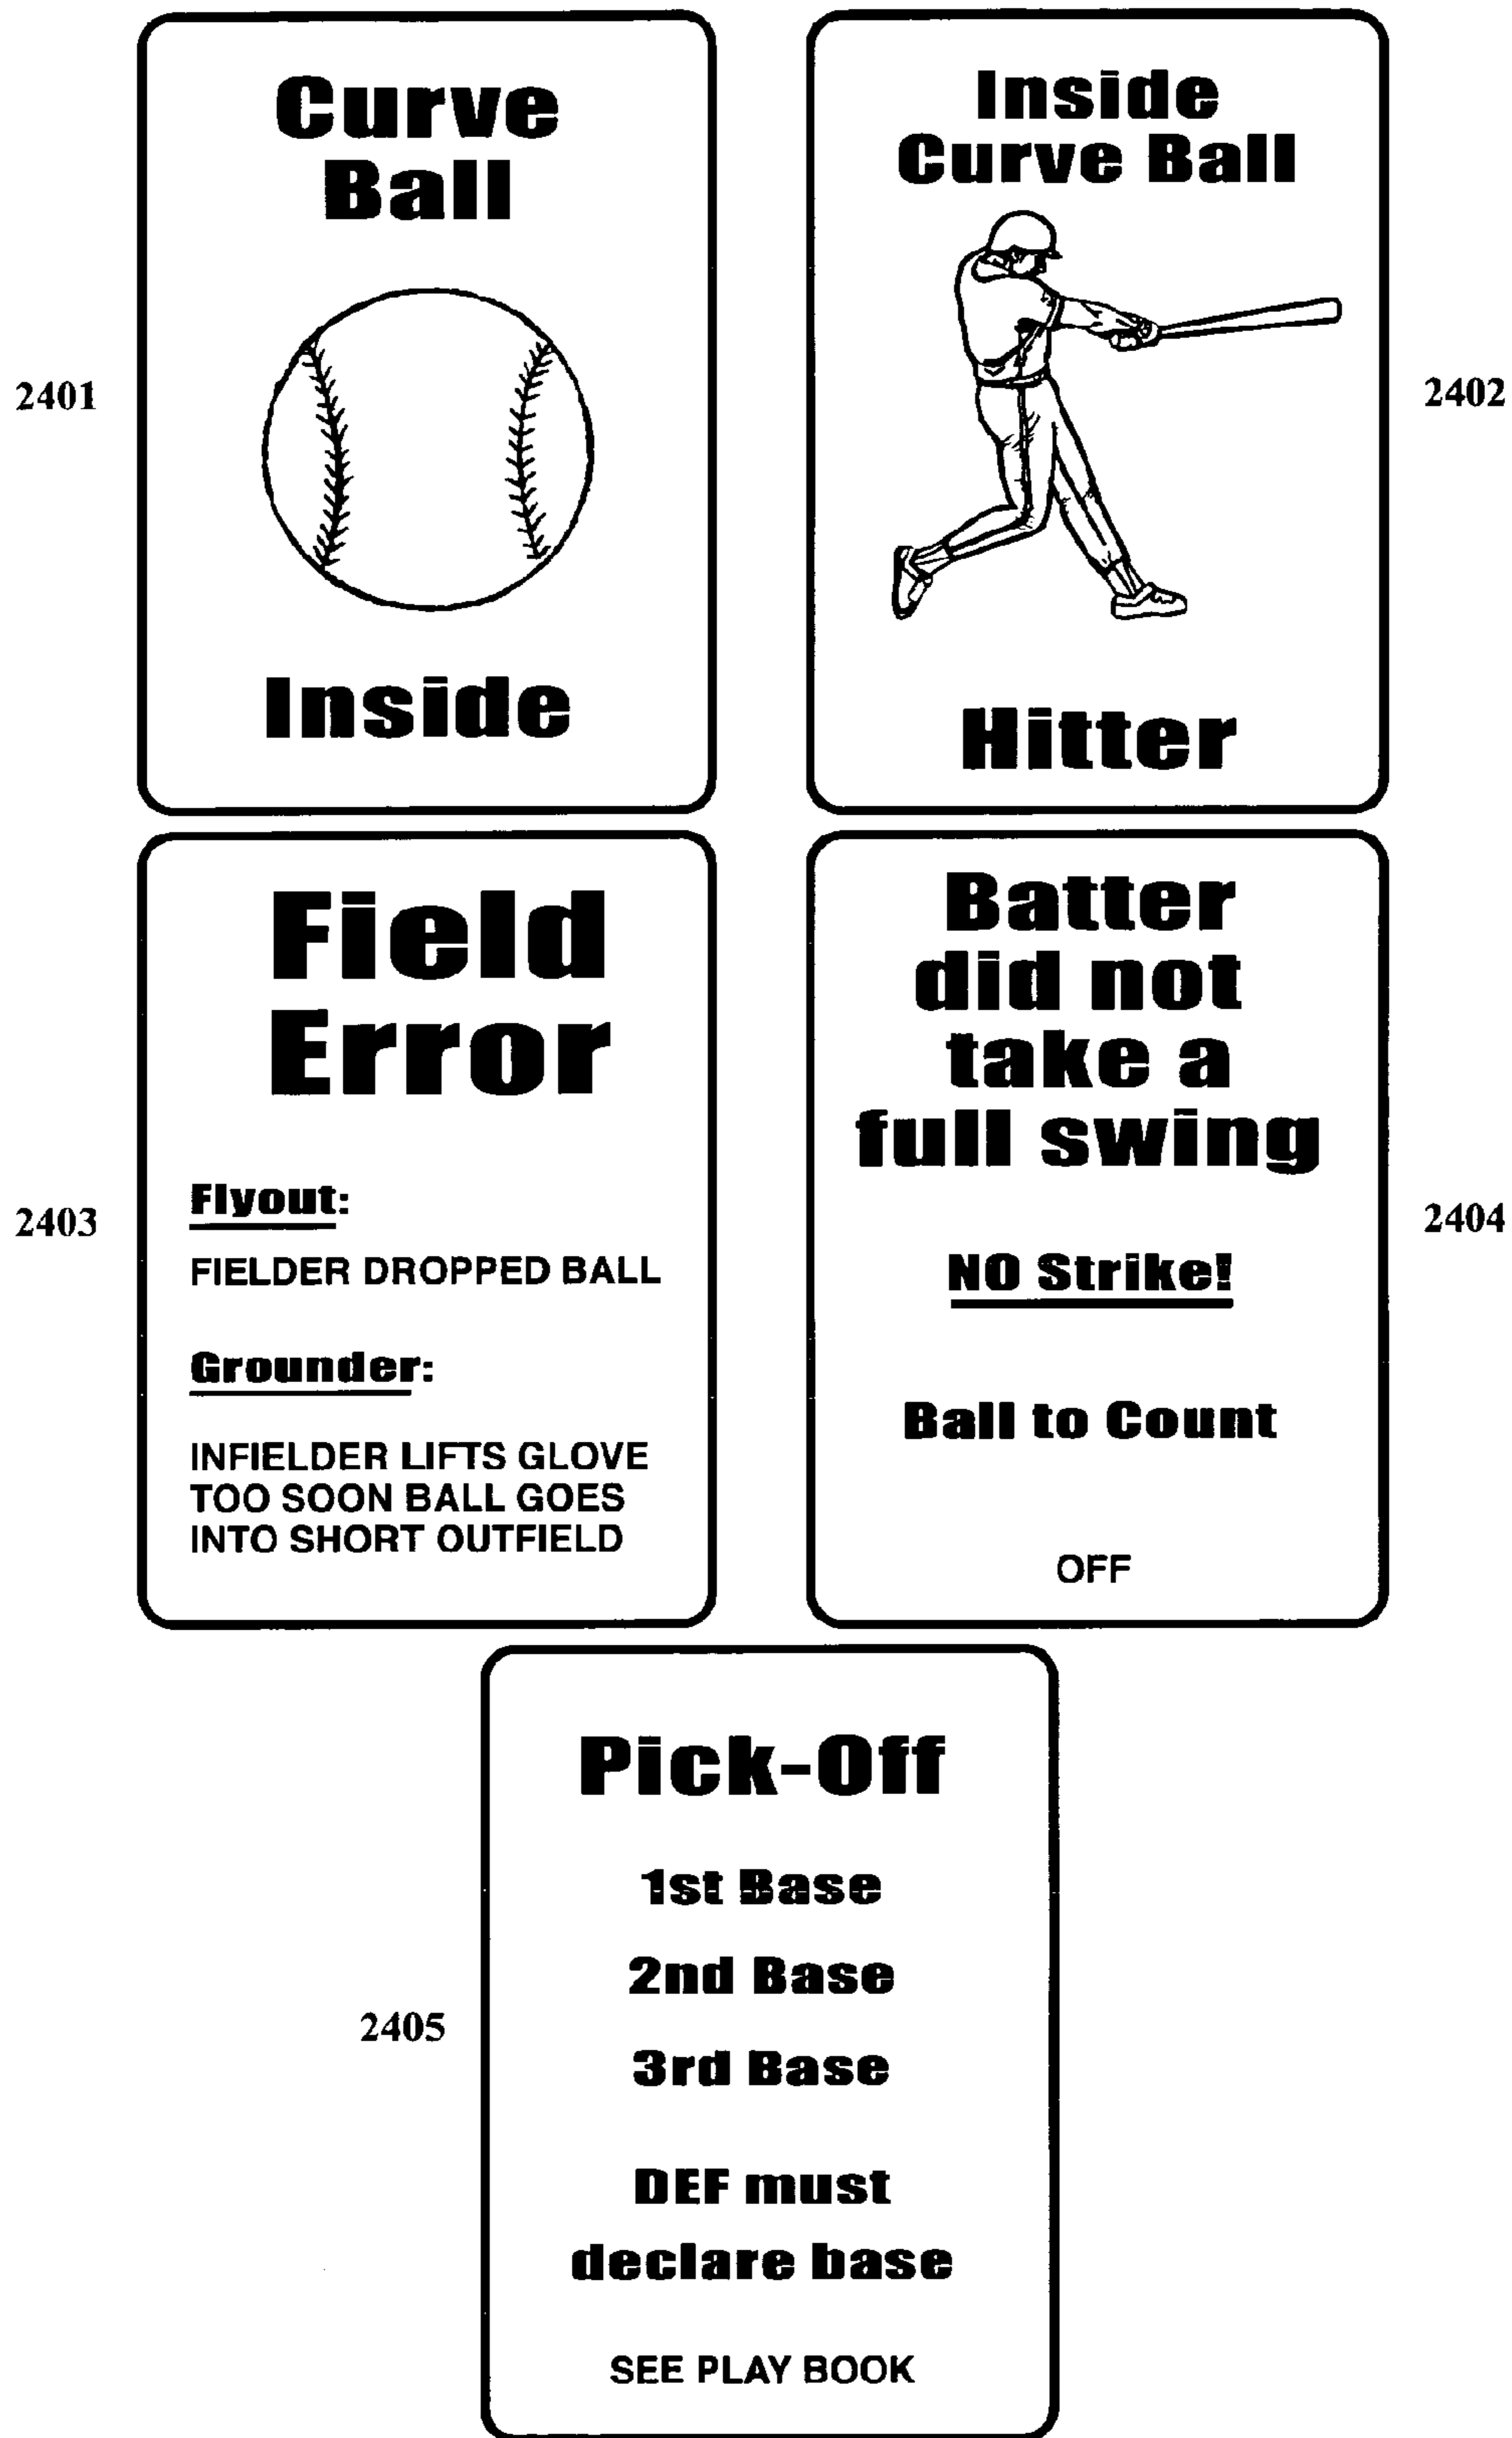 Curve
Ball
Inside
2401
Inside
Curve Ball
Hitter
2402
Field
Error
Flyout:
FIELDER DROPPED BALL
Grounder:
INFIELDER LIFTS GLOVE
TOO SOON BALL GOES
INTO SHORT OUTFIELD
2403
Batter
did not
take a
full swing
NO Strike!
Ball to Count
OFF
2404
Pick-Off
1st Base
2nd Base
3rd Base
DEF must
declare base
SEE PLAY BOOK
2405